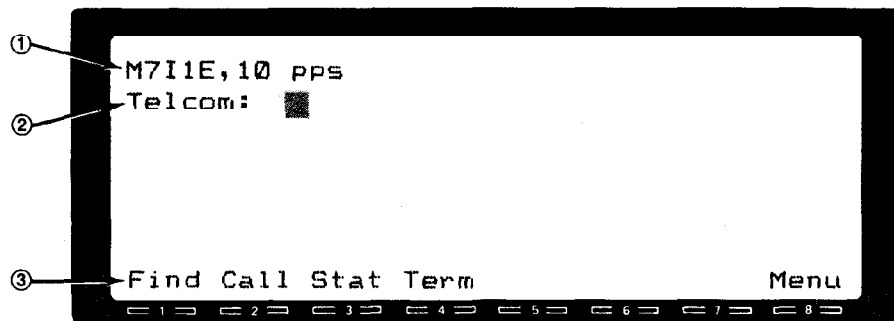 ①
M7I1E,10 pps
②
Telcom:
③
Find Call Stat Term Menu
1 2 3 4 5 6 7 8